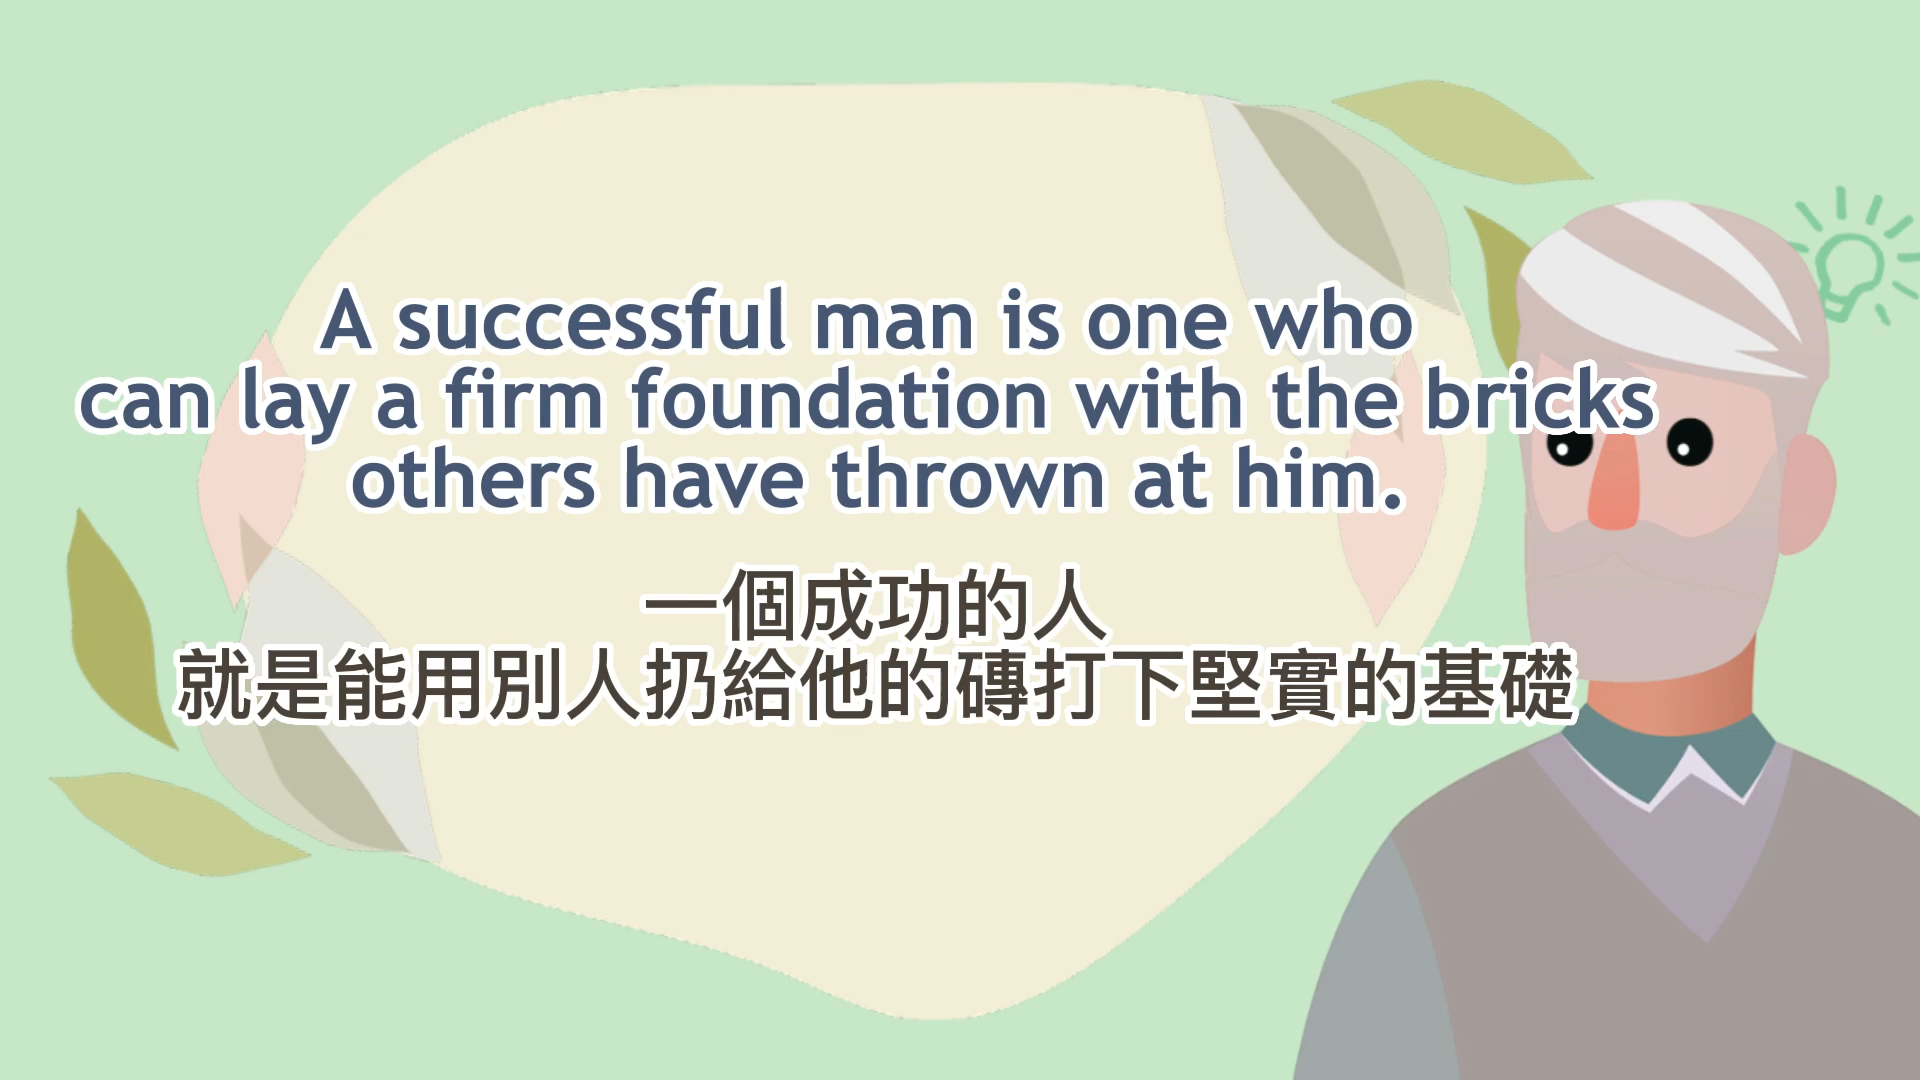 A successful man is one who
can lay a firm foundation with the bricks
others have thrown at him.
一個成功的人
就是能用別人扔給他的磚打下堅實的基礎